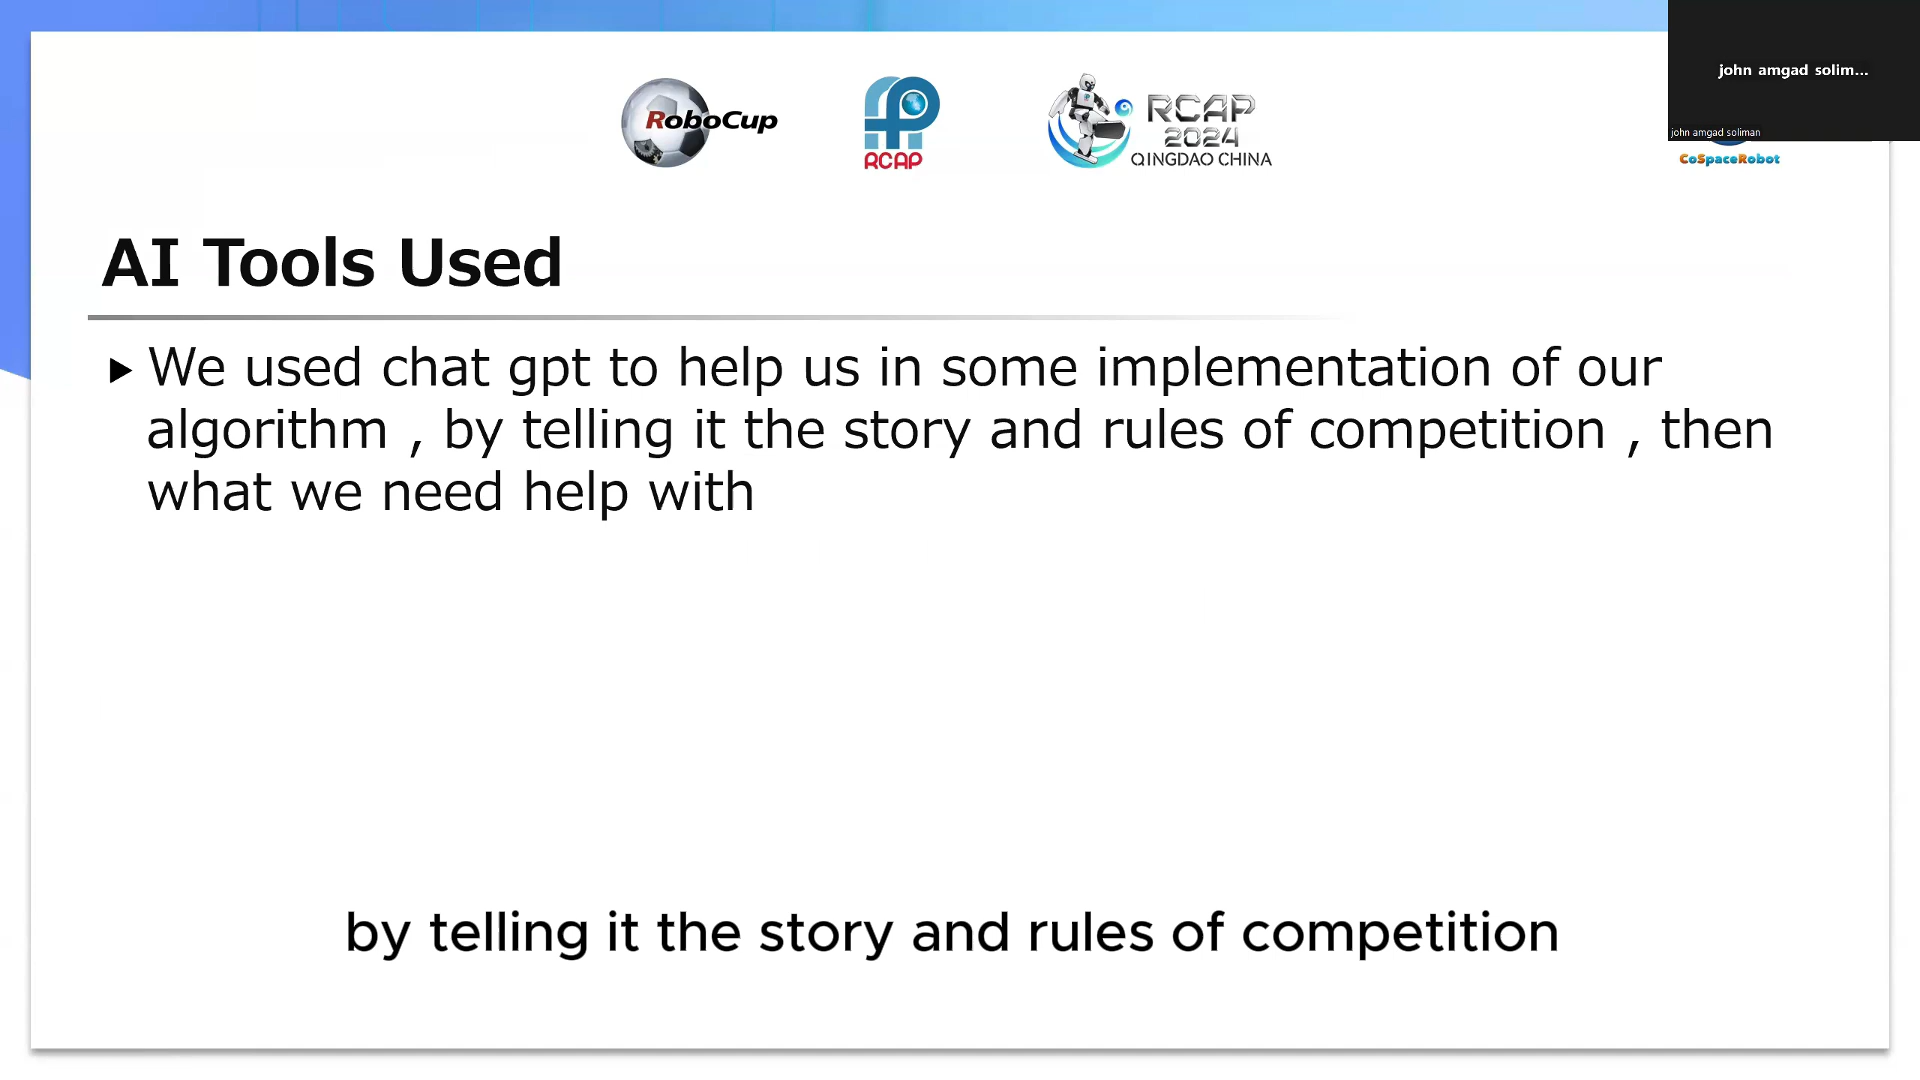 john amgad solim...
john amgad soliman
RoboCup
RCAP
RCAP
2024
QINGDAO CHINA
CoSpaceRobot
AI Tools Used
We used chat gpt to help us in some implementation of our
algorithm , by telling it the story and rules of competition , then
what we need help with
by telling it the story and rules of competition